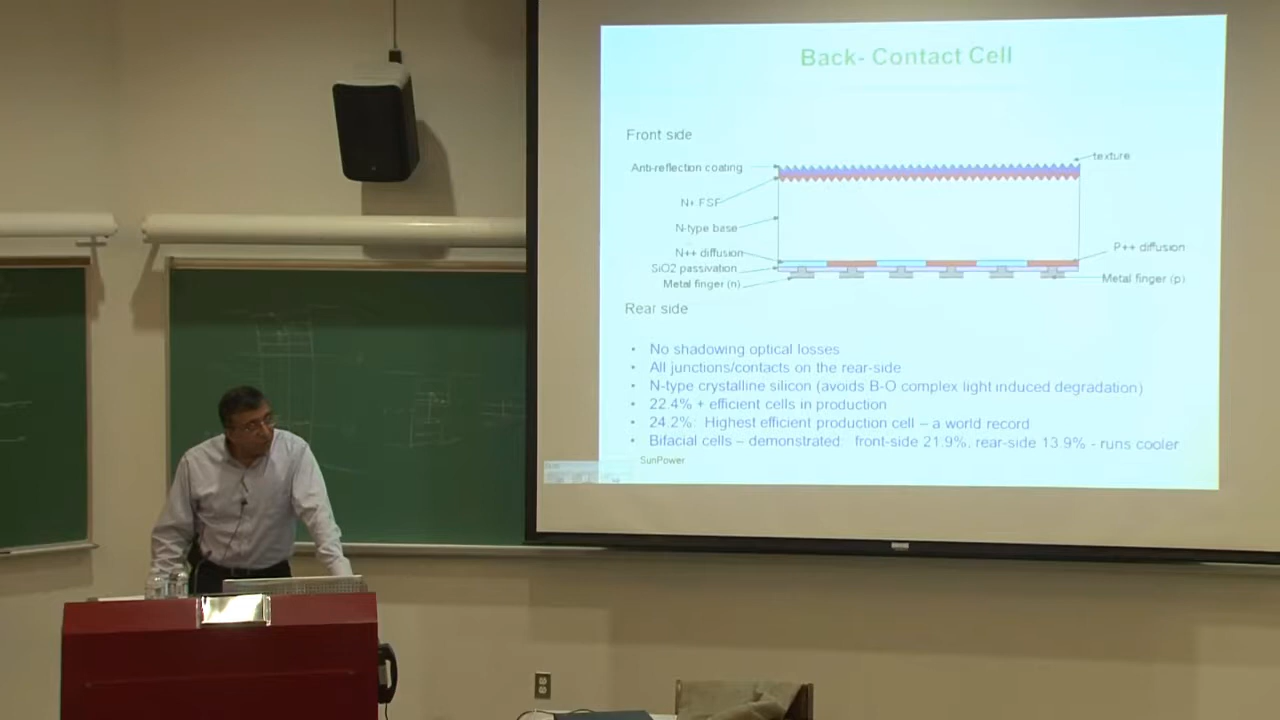 Back- Contact Cell
Front side
texture
Anti-reflection coating
N+ FSF
N-type base
P++ diffusion
N++ diffusion
SiO2 passivation
Metal finger (n)
Metal finger (p)
Rear side
• No shadowing optical losses
• All junctions/contacts on the rear-side
• N-type crystalline silicon (avoids B-O complex light induced degradation)
• 22.4% + efficient cells in production
• 24.2%: Highest efficient production cell – a world record
• Bifacial cells – demonstrated: front-side 21.9%, rear-side 13.9% - runs cooler
SunPower